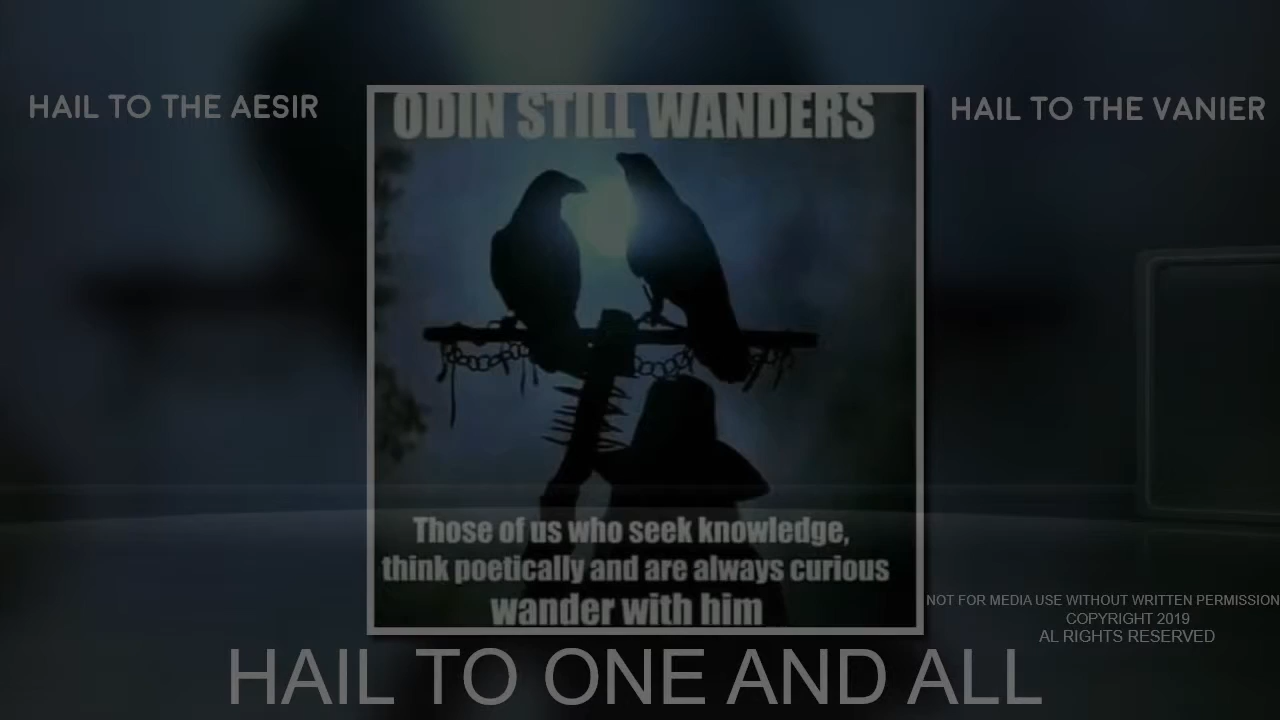 HAIL TO THE AESIR
HAIL TO THE VANIER
ODIN STILL WANDERS
Those of us who seek knowledge,
think poetically and are always curious
wander with him
NOT FOR MEDIA USE WITHOUT WRITTEN PERMISSION
COPYRIGHT 2019
AL RIGHTS RESERVED
HAIL TO ONE AND ALL